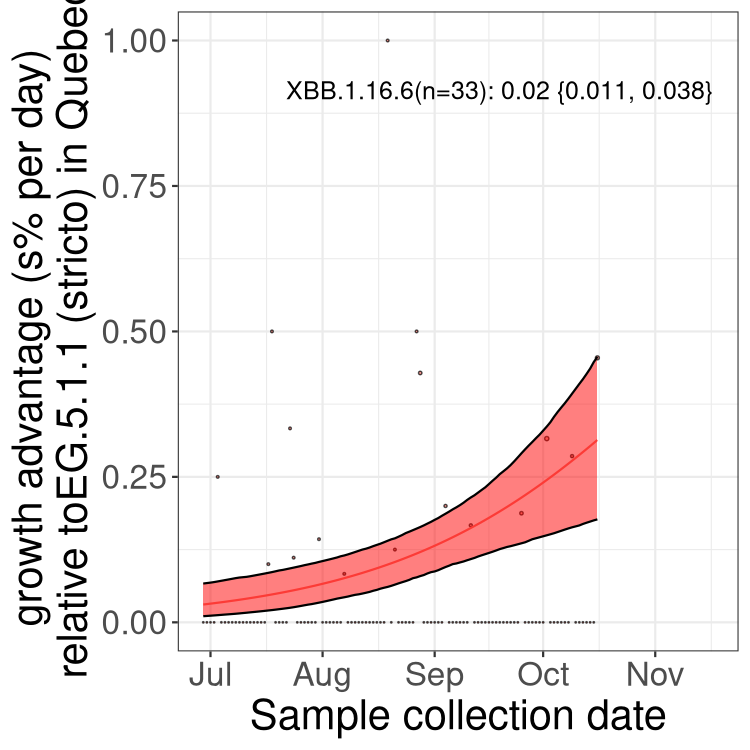 growth advantage (s% per day)
relative toEG.5.1.1 (stricto) in Quebec
1.00
0.75
0.50
0.25
0.00
XBB.1.16.6(n=33): 0.02 {0.011, 0.038}
Jul Aug Sep Oct Nov
Sample collection date